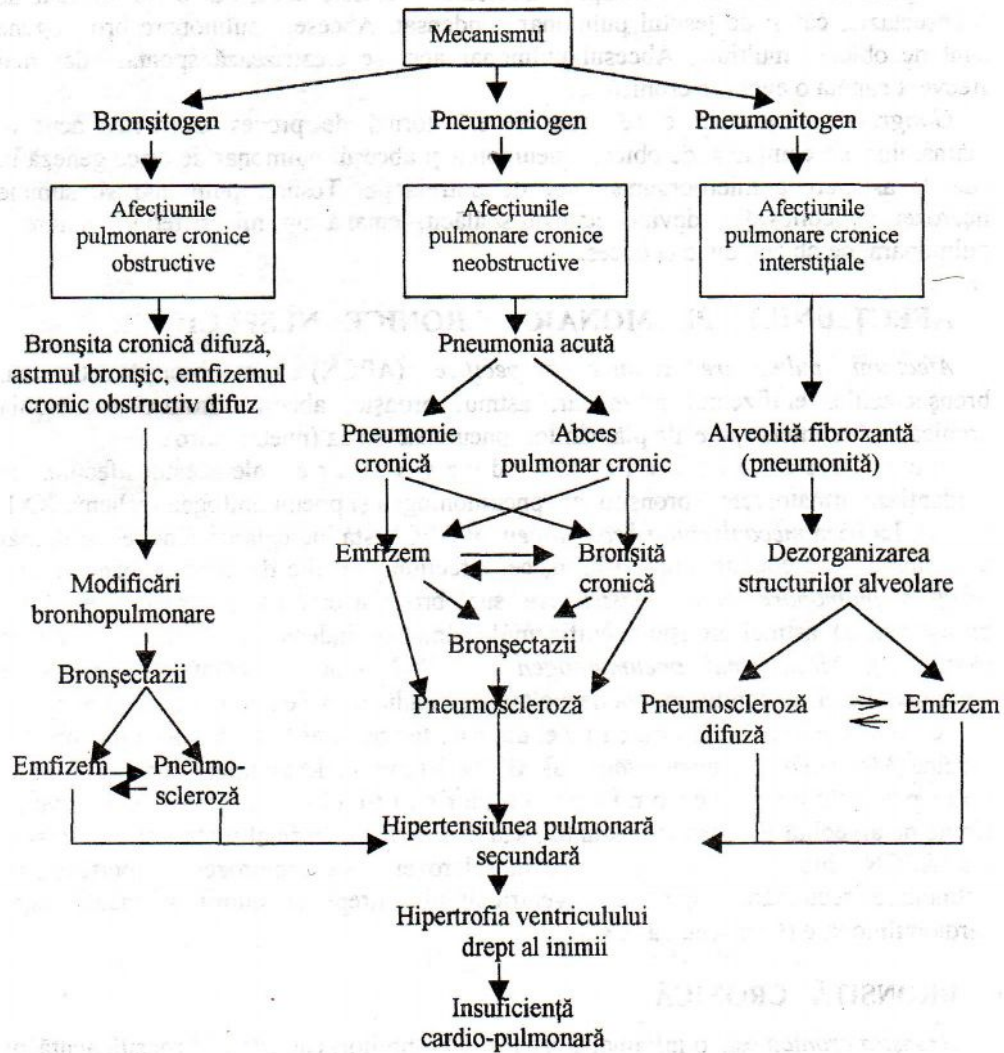 Mecanismul
Bronşitogen
Pneumoniogen
Pneumonitogen
Afecţiunile
pulmonare cronice
obstructive
Afecţiunile
pulmonare cronice
neobstructive
Afecţiunile
pulmonare cronice
interstiţiale
Bronşita cronică difuză,
astmul bronşic, emfizemul
cronic obstructiv difuz
Pneumonia acută
Pneumonie
cronică
Abces
pulmonar cronic
Alveolită fibrozantă
(pneumonită)
Emfizem
Bronşită
cronică
Dezorganizarea
structurilor alveolare
Modificări
bronhopulmonare
Bronşectazii
Bronşectazii
Pneumoscleroză
Pneumoscleroză
difuză
Emfizem
Emfizem
Pneumo-
scleroză
Hipertensiunea pulmonară
secundară
Hipertrofia ventriculului
drept al inimii
Insuficienţă
cardio-pulmonară